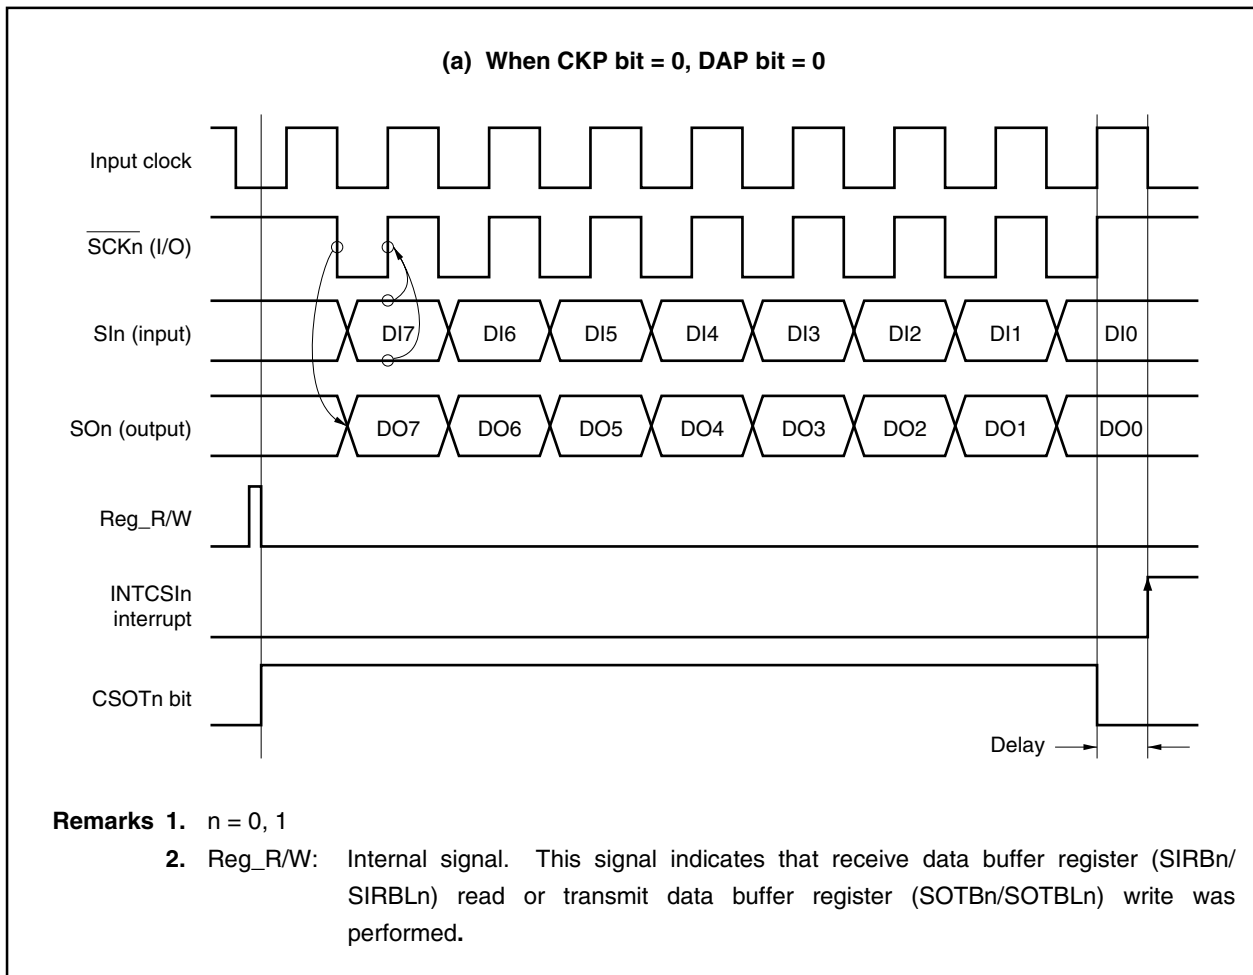 (a) When CKP bit = 0, DAP bit = 0
Input clock
SCKn (I/O)
SIn (input)
DI7 DI6 DI5 DI4 DI3 DI2 DI1 DI0
SOn (output)
DO7 DO6 DO5 DO4 DO3 DO2 DO1 DO0
Reg_R/W
INTCSIn
interrupt
CSOTn bit
Delay
Remarks 1. n = 0, 1
2. Reg_R/W: Internal signal. This signal indicates that receive data buffer register (SIRBn/
SIRBLn) read or transmit data buffer register (SOTBn/SOTBLn) write was
performed.